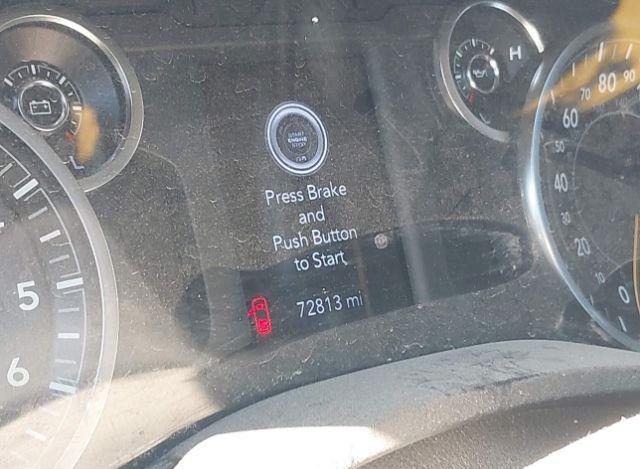 H
L
START
ENGINE
STOP
Press Brake
and
Push Button
to Start
72813 mi
5
6
90
80
70
60
50
40
20
10
0